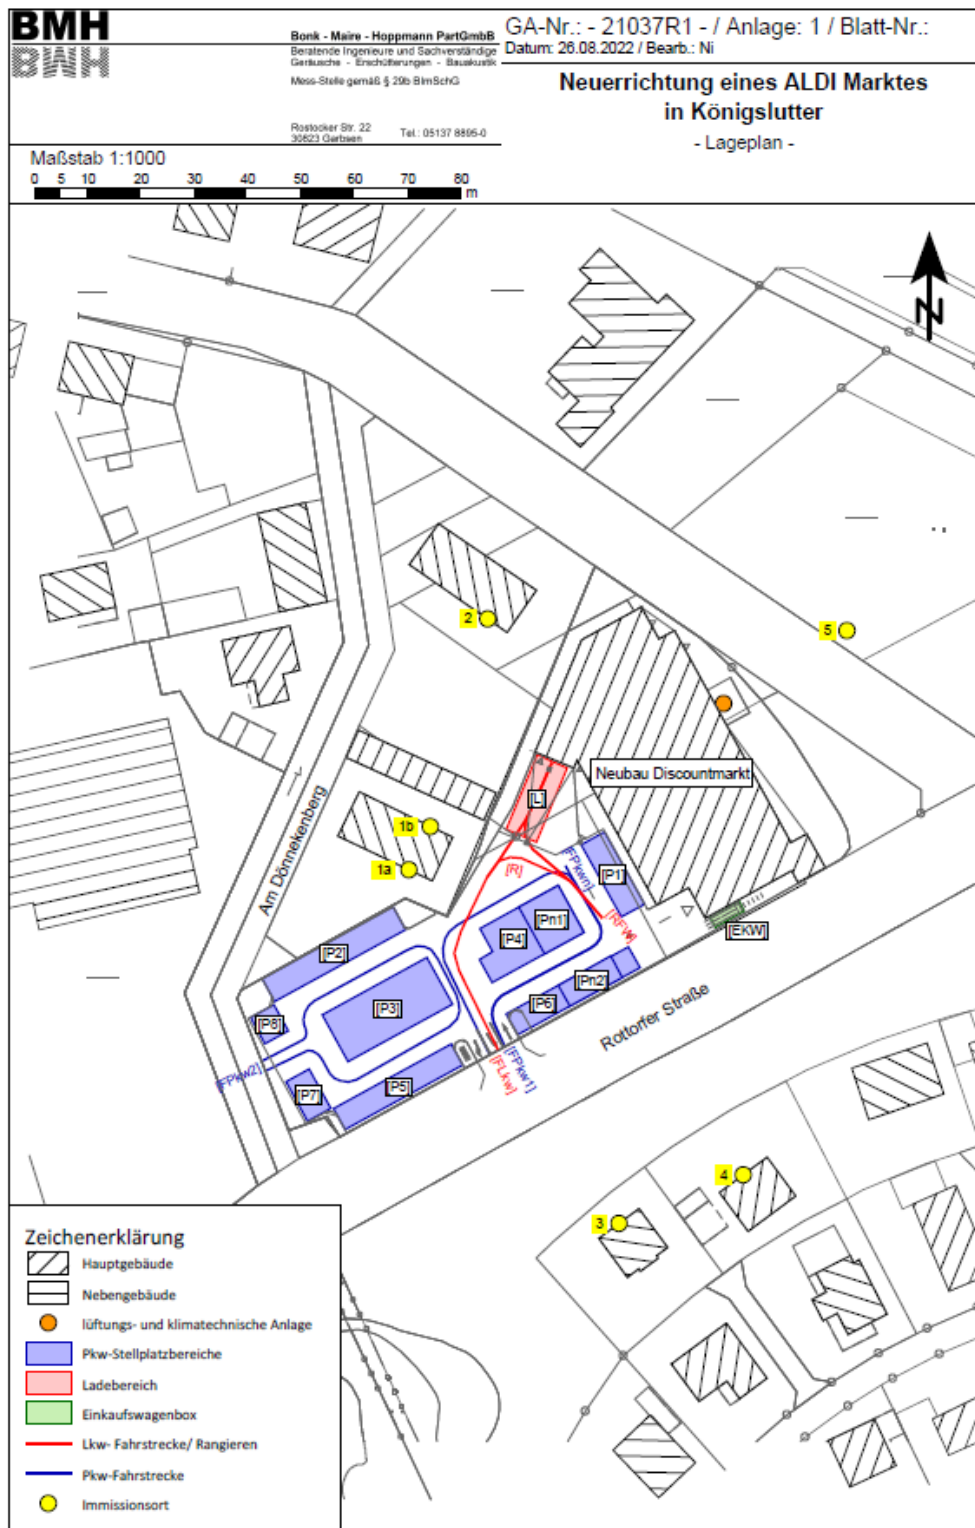 BMH
BMH
Bonk - Maire - Hoppmann PartGmbB
Beratende Ingenieure und Sachverständige
Geräusche - Erschütterungen - Bauakustik
Mess-Stelle gemäß § 29b BImSchG
Rostocker Str. 22
30823 Garbsen
Tel.: 05137 8895-0
GA-Nr.: - 21037R1 - / Anlage: 1 / Blatt-Nr.:
Datum: 26.08.2022 / Bearb.: Ni
Neuerrichtung eines ALDI Marktes
in Königslutter
- Lageplan -
Maßstab 1:1000
0 5 10 20 30 40 50 60 70 80
m
N
2
5
Neubau Discountmarkt
[L]
1b
1a
Am Dönnekenberg
[R]
[FPkwn]
[P1]
[RFW]
[EKW]
[Pn1]
[P4]
[P2]
[P3]
[Pn2]
[P6]
[P8]
[P5]
[P7]
[FPkw2]
[FLkw]
[FPkw1]
Rottorfer Straße
4
3
Zeichenerklärung
Hauptgebäude
Nebengebäude
lüftungs- und klimatechnische Anlage
Pkw-Stellplatzbereiche
Ladebereich
Einkaufswagenbox
Lkw- Fahrstrecke/ Rangieren
Pkw-Fahrstrecke
Immissionsort